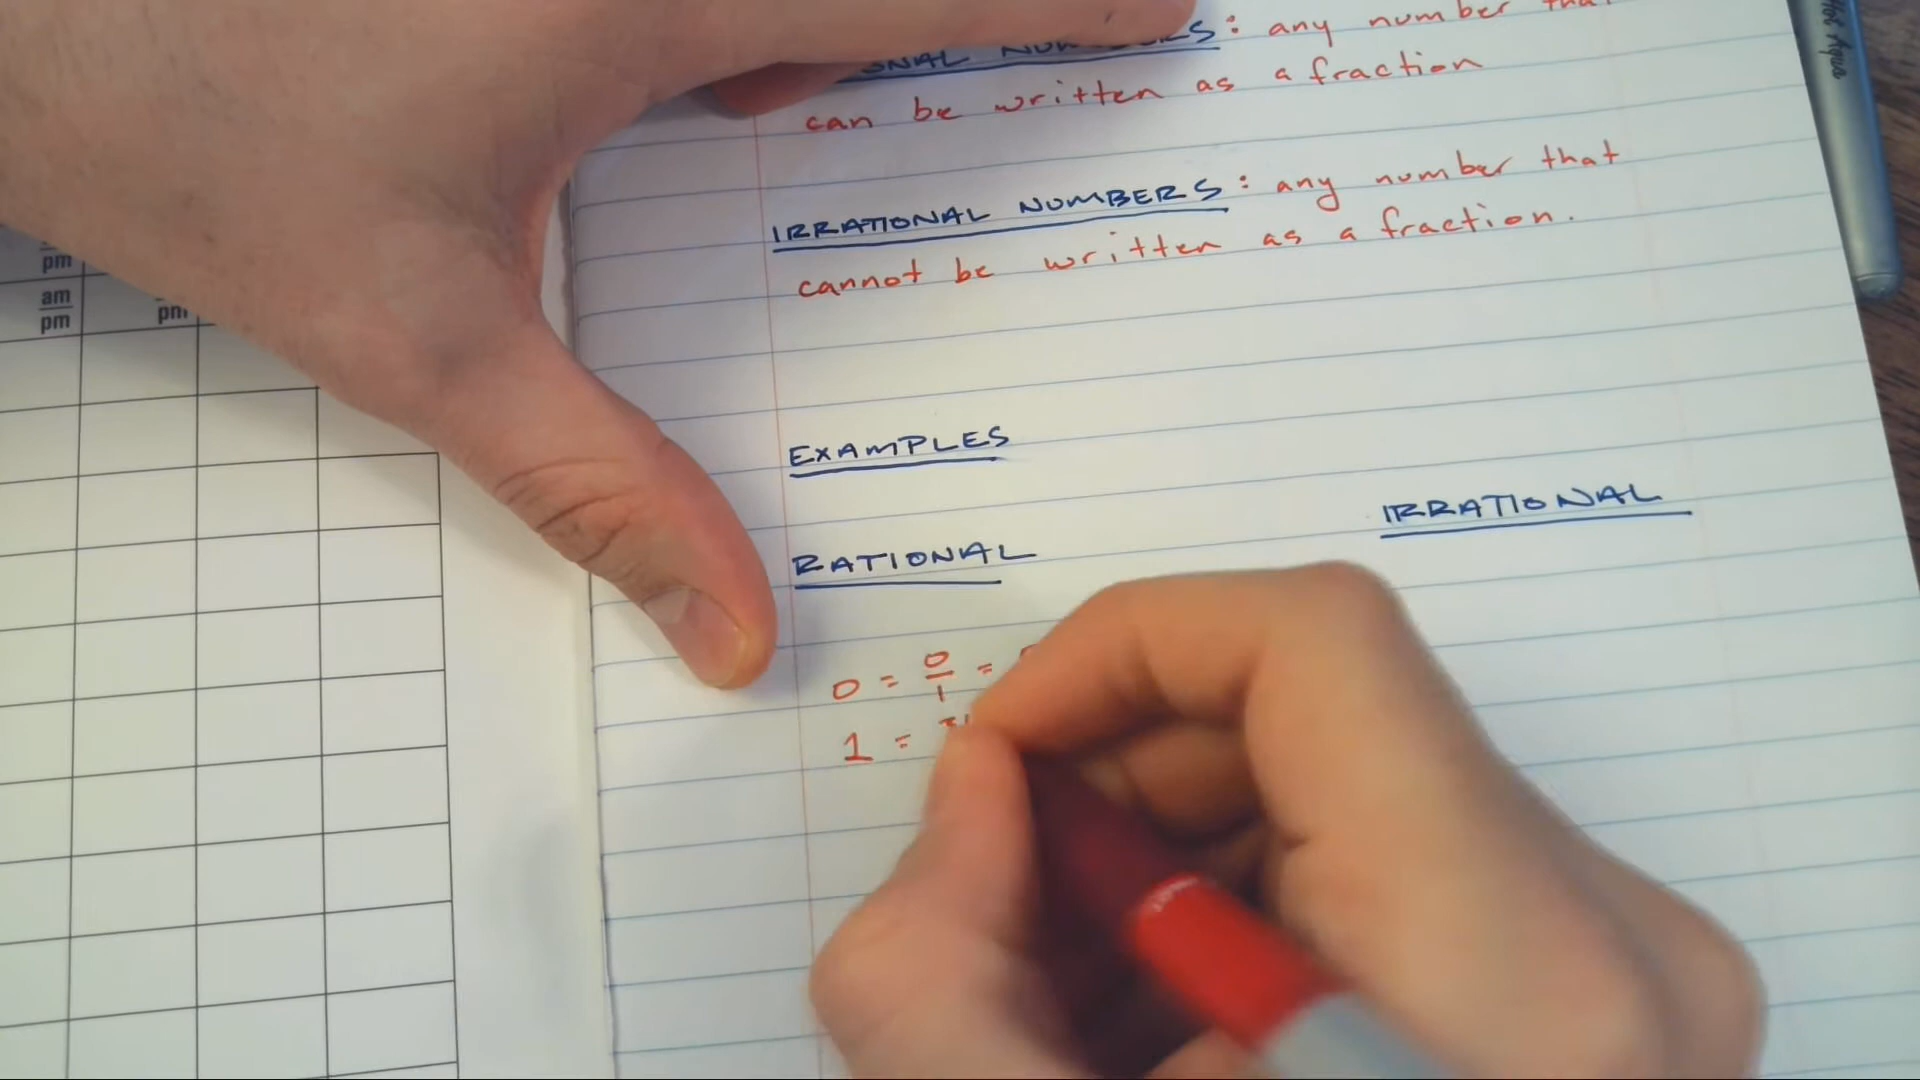 NUMBERS: any number that
can be written as a fraction
IRRATIONAL NUMBERS: any number that
cannot be written as a fraction.
EXAMPLES
IRRATIONAL
RATIONAL
0 = 0/1 =
1 =
pm
am
pm
pm